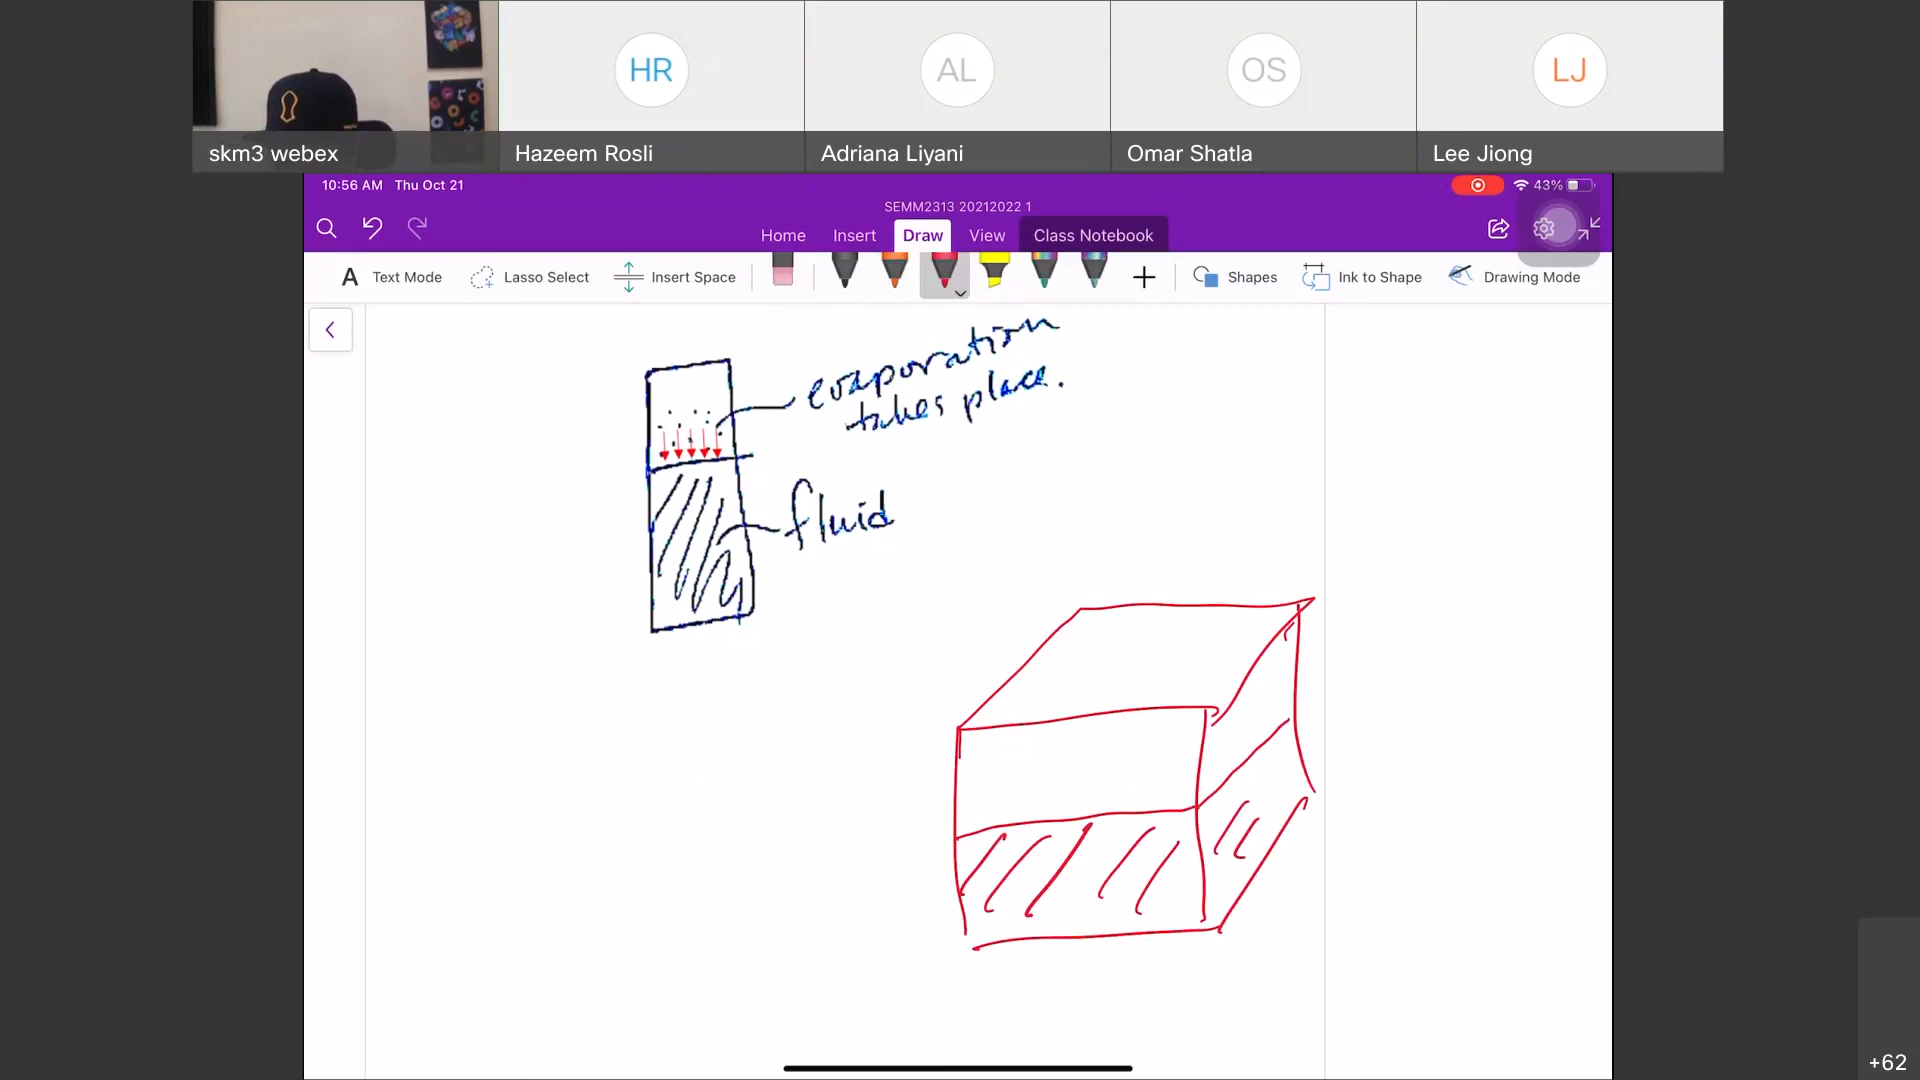 HR
AL
OS
LJ
skm3 webex
Hazeem Rosli
Adriana Liyani
Omar Shatla
Lee Jiong
10:56 AM Thu Oct 21
43%
SEMM2313 20212022 1
Home Insert Draw View Class Notebook
A Text Mode Lasso Select Insert Space Shapes Ink to Shape Drawing Mode
evaporation
takes place.
fluid
+62